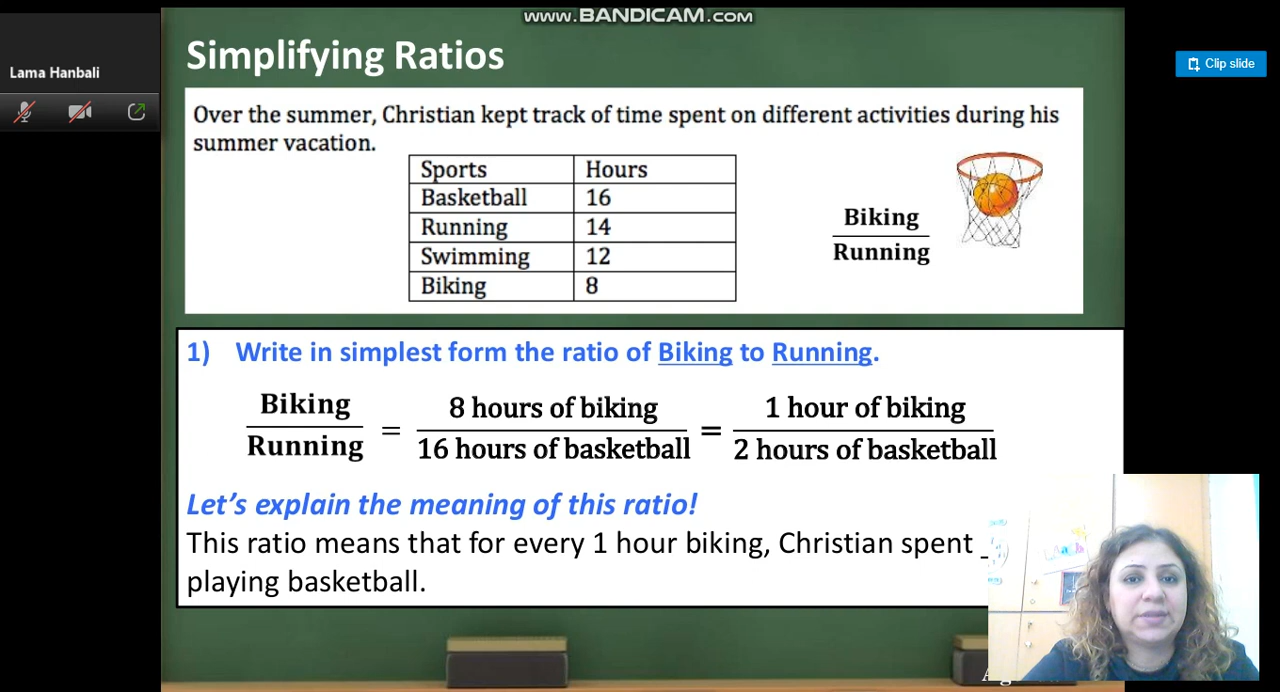 www.BANDICAM.com
Lama Hanbali
Clip slide
Simplifying Ratios
Over the summer, Christian kept track of time spent on different activities during his
summer vacation.
Sports Hours
Basketball 16
Running 14
Swimming 12
Biking 8
Biking
Running
1) Write in simplest form the ratio of Biking to Running.
Biking
Running
=
8 hours of biking
16 hours of basketball
=
1 hour of biking
2 hours of basketball
Let's explain the meaning of this ratio!
This ratio means that for every 1 hour biking, Christian spent _
playing basketball.